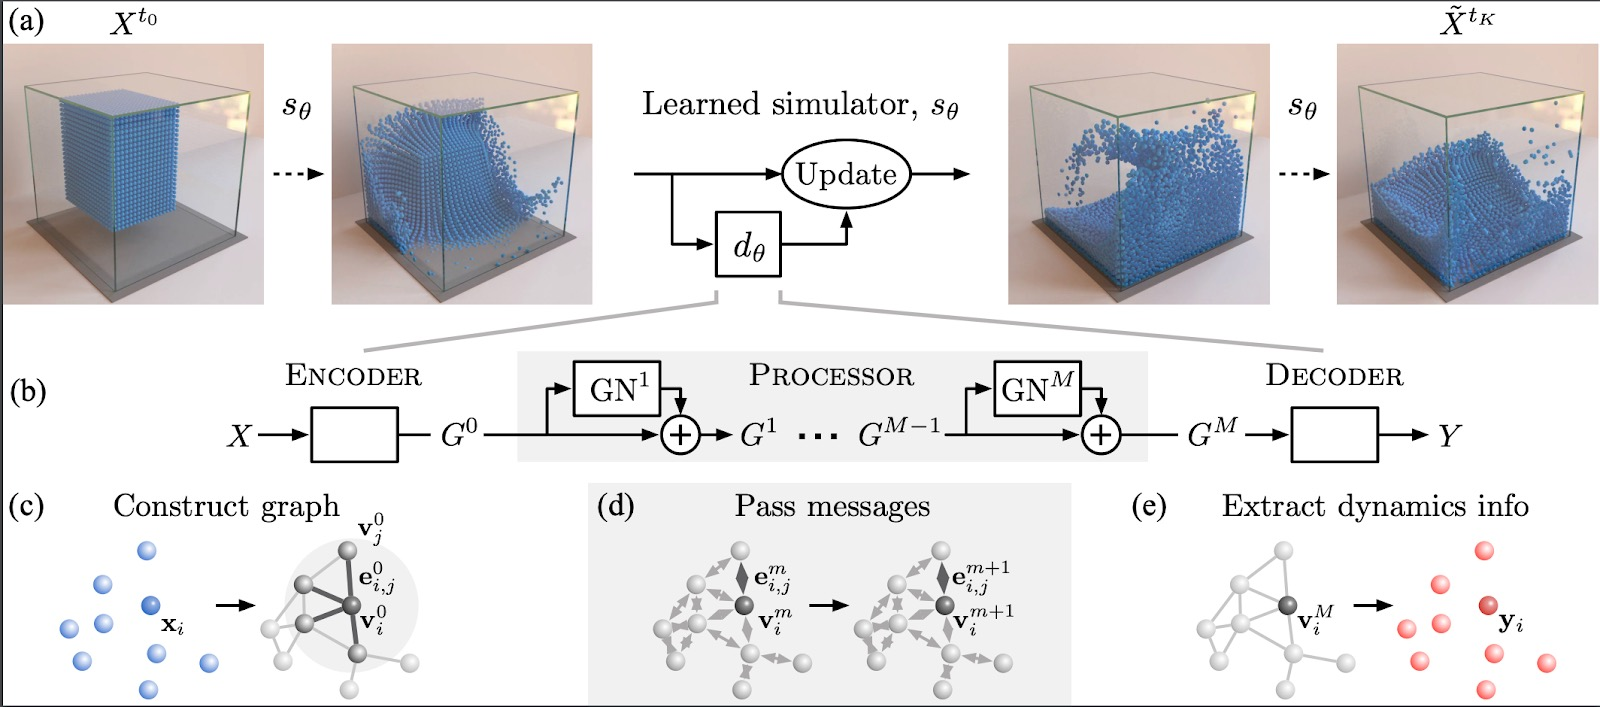 (a)
X^{t_0}
X̃^{t_K}
s_θ
Learned simulator, s_θ
s_θ
Update
d_θ
(b)
ENCODER
PROCESSOR
DECODER
GN^1
GN^M
X
G^0
+
G^1
...
G^{M-1}
+
G^M
Y
(c)
Construct graph
v_j^0
e_{i,j}^0
v_i^0
x_i
(d)
Pass messages
e_{i,j}^m
v_i^m
e_{i,j}^{m+1}
v_i^{m+1}
(e)
Extract dynamics info
v_i^M
y_i